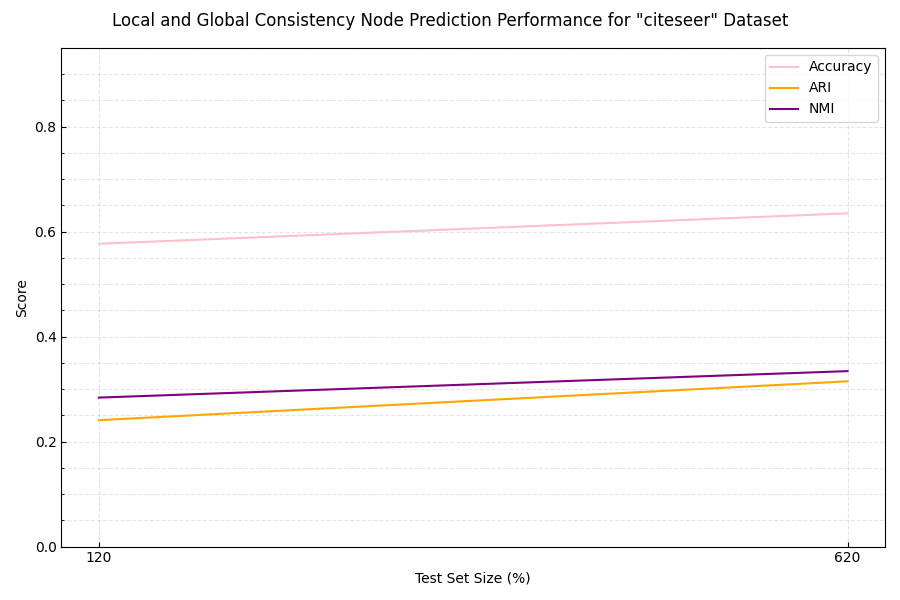 Local and Global Consistency Node Prediction Performance for "citeseer" Dataset
Accuracy
ARI
NMI
Score
0.8
0.6
0.4
0.2
0.0
120
620
Test Set Size (%)